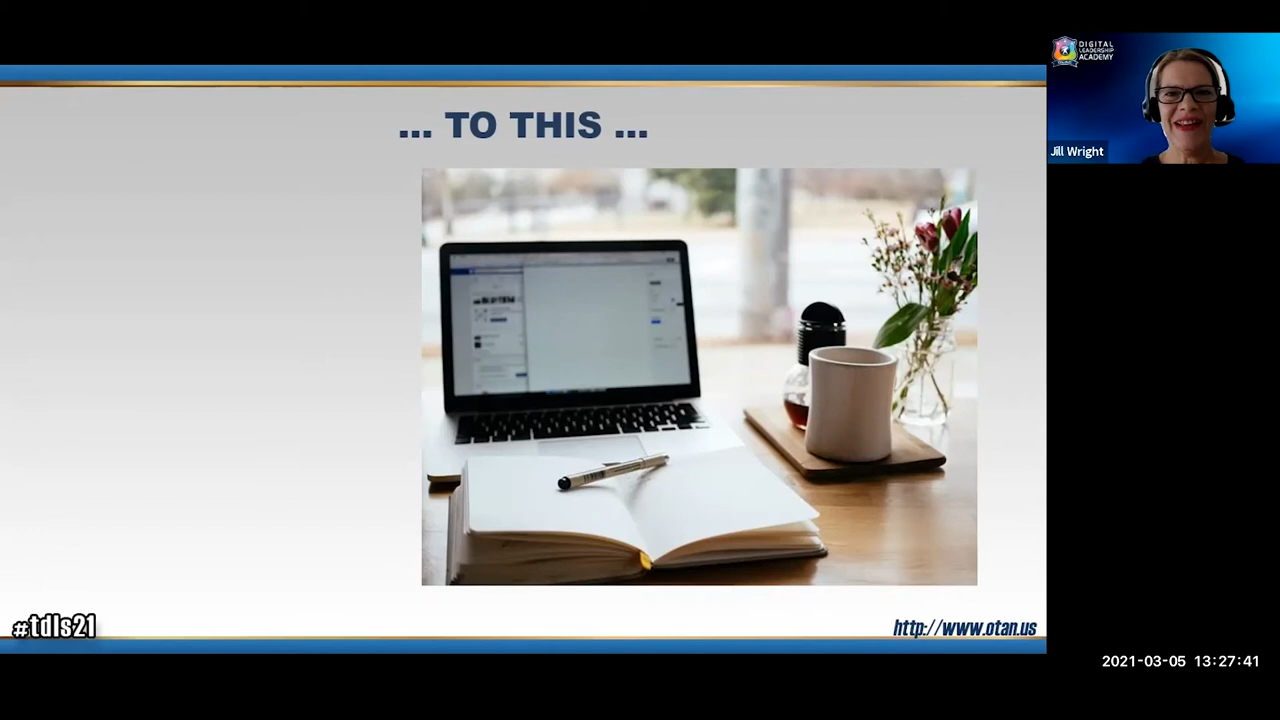 ... TO THIS ...
DIGITAL
LEADERSHIP
ACADEMY
Jill Wright
#tdls21
http://www.otan.us
2021-03-05 13:27:41